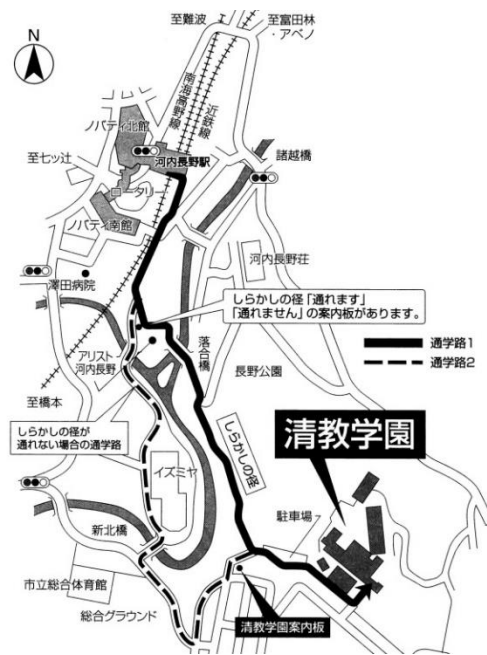 至難波
至富田林
・アベノ
N
南海高野線
近鉄線
ノバティ北館
河内長野駅
諸越橋
至七ッ辻
ロータリー
ノバティ南館
河内長野荘
澤田病院
しらかしの径「通れます」
「通れません」の案内板があります。
通学路1
通学路2
アリスト
河内長野
落合橋
長野公園
至橋本
しらかしの径が
通れない場合の通学路
清教学園
しらかしの径
イズミヤ
駐車場
新北橋
市立総合体育館
総合グラウンド
清教学園案内板